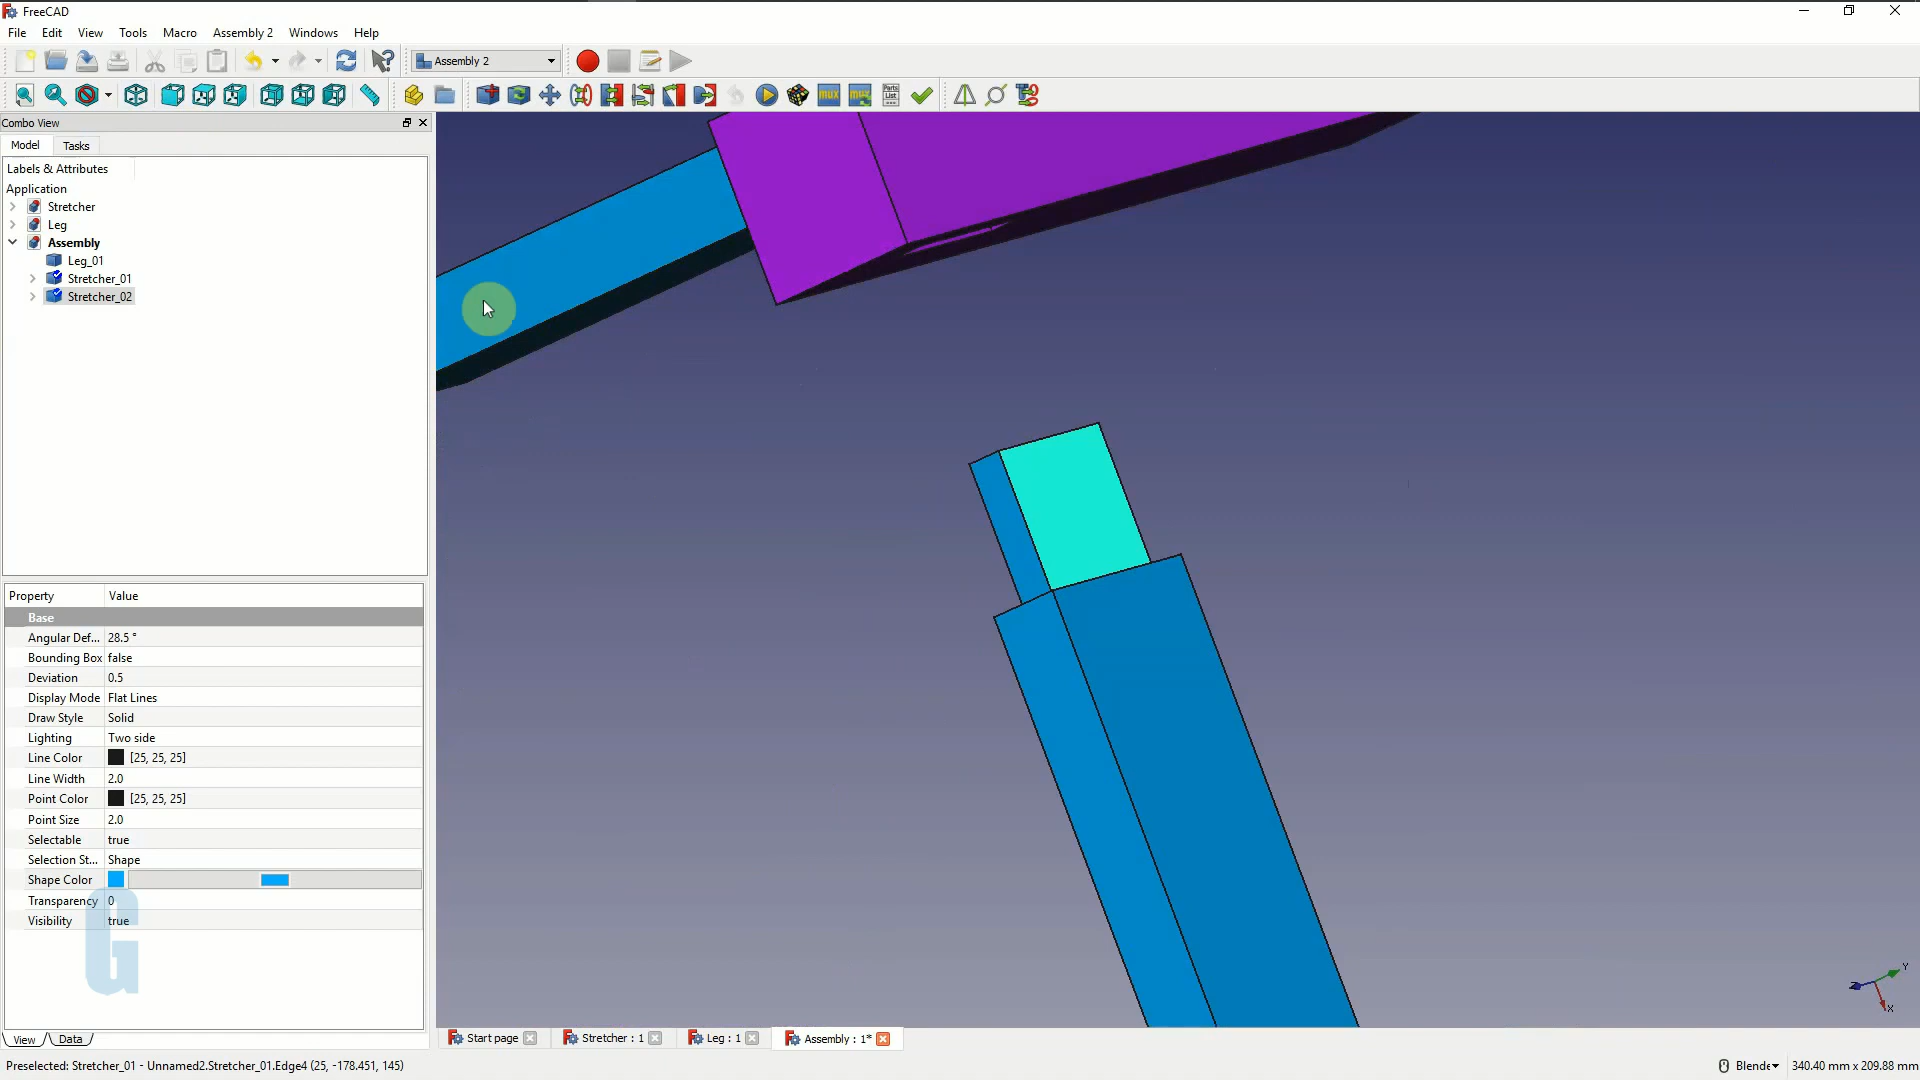 FreeCAD
File Edit View Tools Macro Assembly 2 Windows Help
Assembly 2
Combo View
Model Tasks
Labels & Attributes
Application
Stretcher
Leg
Assembly
Leg_01
Stretcher_01
Stretcher_02
Property Value
Base
Angular Def... 28.5 °
Bounding Box false
Deviation 0.5
Display Mode Flat Lines
Draw Style Solid
Lighting Two side
Line Color [25, 25, 25]
Line Width 2.0
Point Color [25, 25, 25]
Point Size 2.0
Selectable true
Selection St... Shape
Shape Color
Transparency 0
Visibility true
G
View Data
Start page Stretcher : 1 Leg : 1 Assembly : 1*
Y
Z
X
Preselected: Stretcher_01 - Unnamed2.Stretcher_01.Edge4 (25, -178.451, 145) Blende 340.40 mm x 209.88 mm